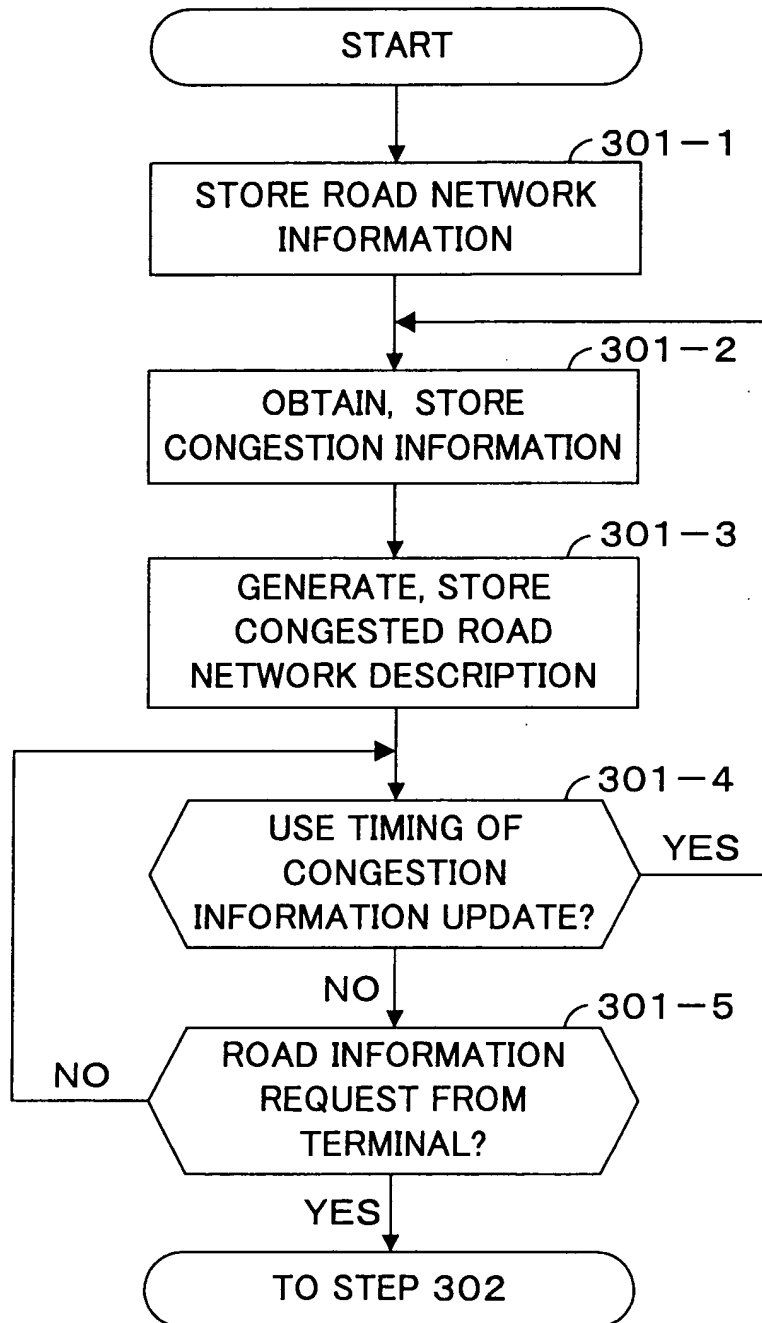 START
301-1
STORE ROAD NETWORK
INFORMATION
301-2
OBTAIN, STORE
CONGESTION INFORMATION
301-3
GENERATE, STORE
CONGESTED ROAD
NETWORK DESCRIPTION
301-4
USE TIMING OF
CONGESTION
INFORMATION UPDATE?
YES
NO
301-5
ROAD INFORMATION
REQUEST FROM
TERMINAL?
NO
YES
TO STEP 302